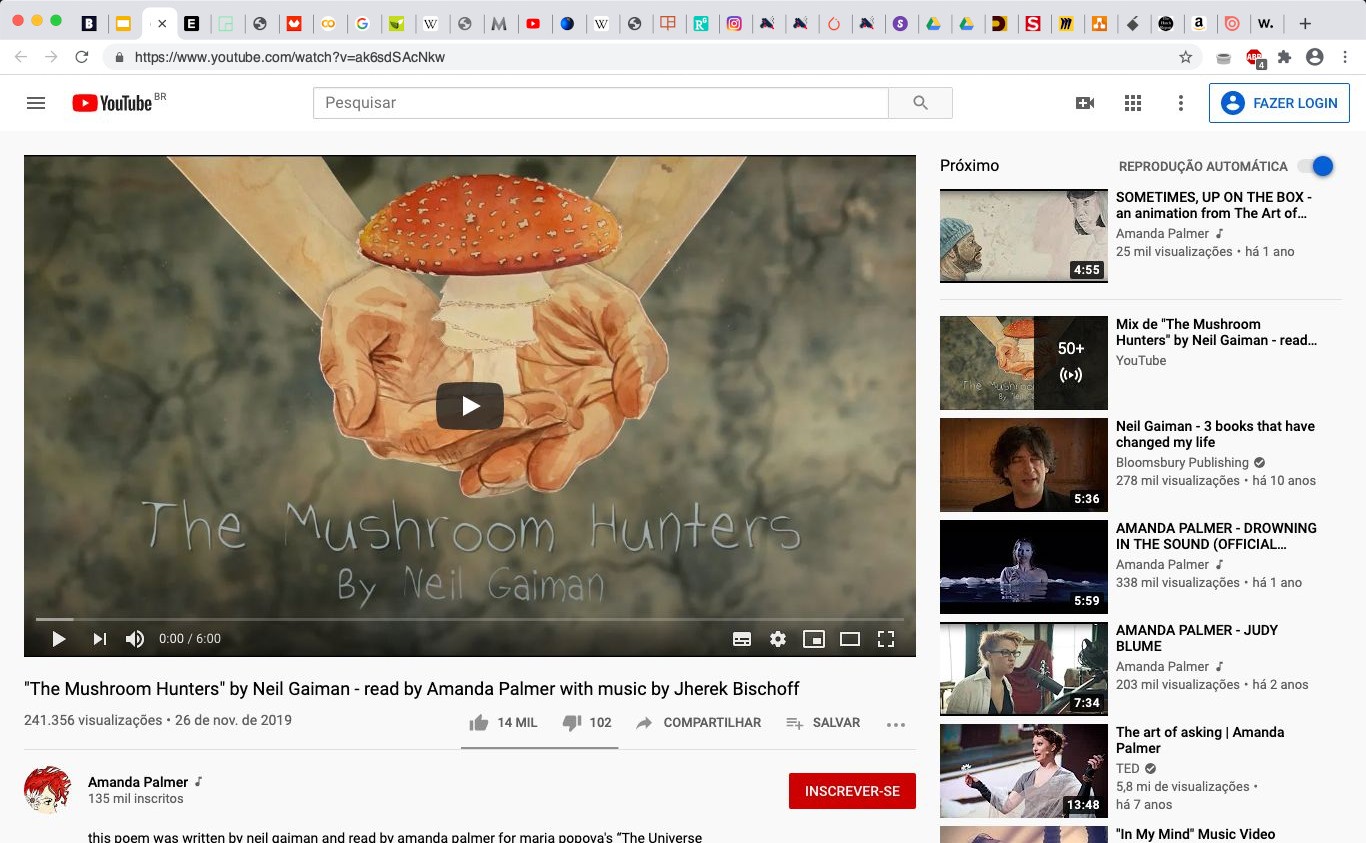 https://www.youtube.com/watch?v=ak6sdSAcNkw
YouTube BR
Pesquisar
FAZER LOGIN
The Mushroom Hunters
By Neil Gaiman
0:00 / 6:00
"The Mushroom Hunters" by Neil Gaiman - read by Amanda Palmer with music by Jherek Bischoff
241.356 visualizações • 26 de nov. de 2019
14 MIL
102
COMPARTILHAR
SALVAR
Amanda Palmer
135 mil inscritos
INSCREVER-SE
this poem was written by neil gaiman and read by amanda palmer for maria popova's “The Universe
Próximo
REPRODUÇÃO AUTOMÁTICA
4:55
SOMETIMES, UP ON THE BOX -
an animation from The Art of...
Amanda Palmer
25 mil visualizações • há 1 ano
50+
Mix de "The Mushroom
Hunters" by Neil Gaiman - read...
YouTube
5:36
Neil Gaiman - 3 books that have
changed my life
Bloomsbury Publishing
278 mil visualizações • há 10 anos
5:59
AMANDA PALMER - DROWNING
IN THE SOUND (OFFICIAL...
Amanda Palmer
338 mil visualizações • há 1 ano
7:34
AMANDA PALMER - JUDY
BLUME
Amanda Palmer
203 mil visualizações • há 2 anos
13:48
The art of asking | Amanda
Palmer
TED
5,8 mi de visualizações •
há 7 anos
"In My Mind" Music Video